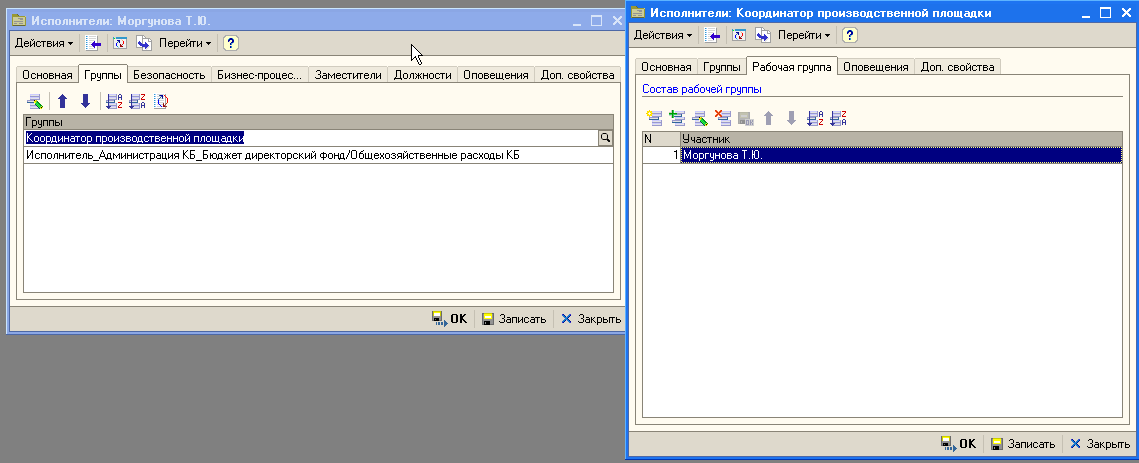 Исполнители: Моргунова Т.Ю.
Действия Перейти ?
Основная Группы Безопасность Бизнес-процес... Заместители Должности Оповещения Доп. свойства
Группы
Координатор производственной площадки
Исполнитель_Администрация КБ_Бюджет директорский фонд/Общехозяйственные расходы КБ
OK Записать Закрыть
Исполнители: Координатор производственной площадки
Действия Перейти ?
Основная Группы Рабочая группа Оповещения Доп. свойства
Состав рабочей группы
N Участник
1 Моргунова Т.Ю.
OK Записать Закрыть